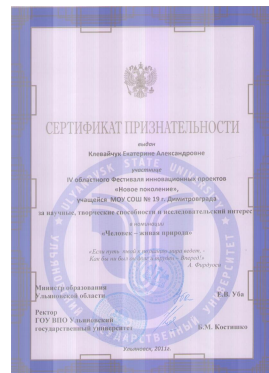 СЕРТИФИКАТ ПРИЗНАТЕЛЬНОСТИ
выдан
Клевайчук Екатерине Александровне
участнице
IV областного Фестиваля инновационных проектов
«Новое поколение»,
учащейся МОУ СОШ № 19 г. Димитровграда
за научные, творческие способности и исследовательский интерес
в номинации
«Человек – живая природа»
А. Фирдоуси
Министр образования
Ульяновской области
Е.В. Уба
Ректор
ГОУ ВПО Ульяновский
государственный университет
Б.М. Костишко
Ульяновск, 2011г.